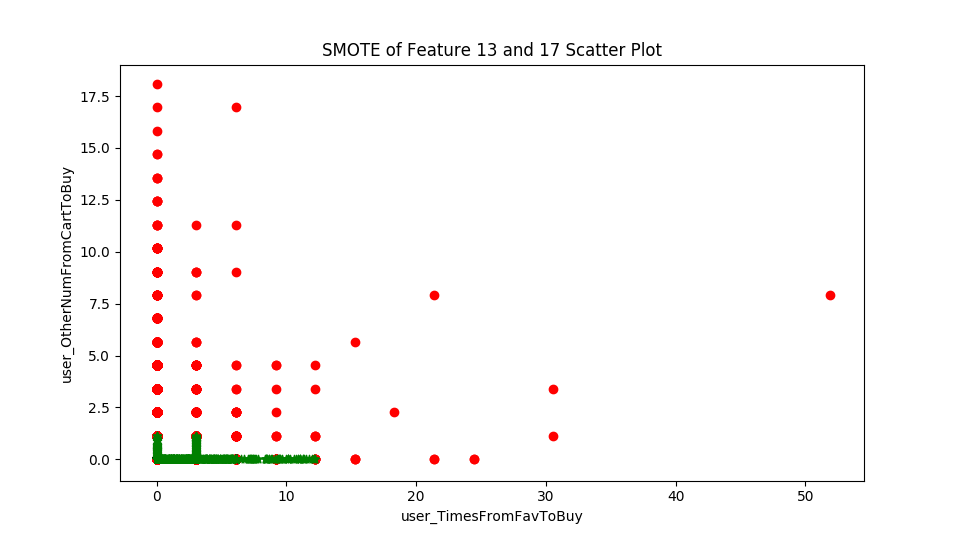 SMOTE of Feature 13 and 17 Scatter Plot
user_OtherNumFromCartToBuy
17.5
15.0
12.5
10.0
7.5
5.0
2.5
0.0
0 10 20 30 40 50
user_TimesFromFavToBuy